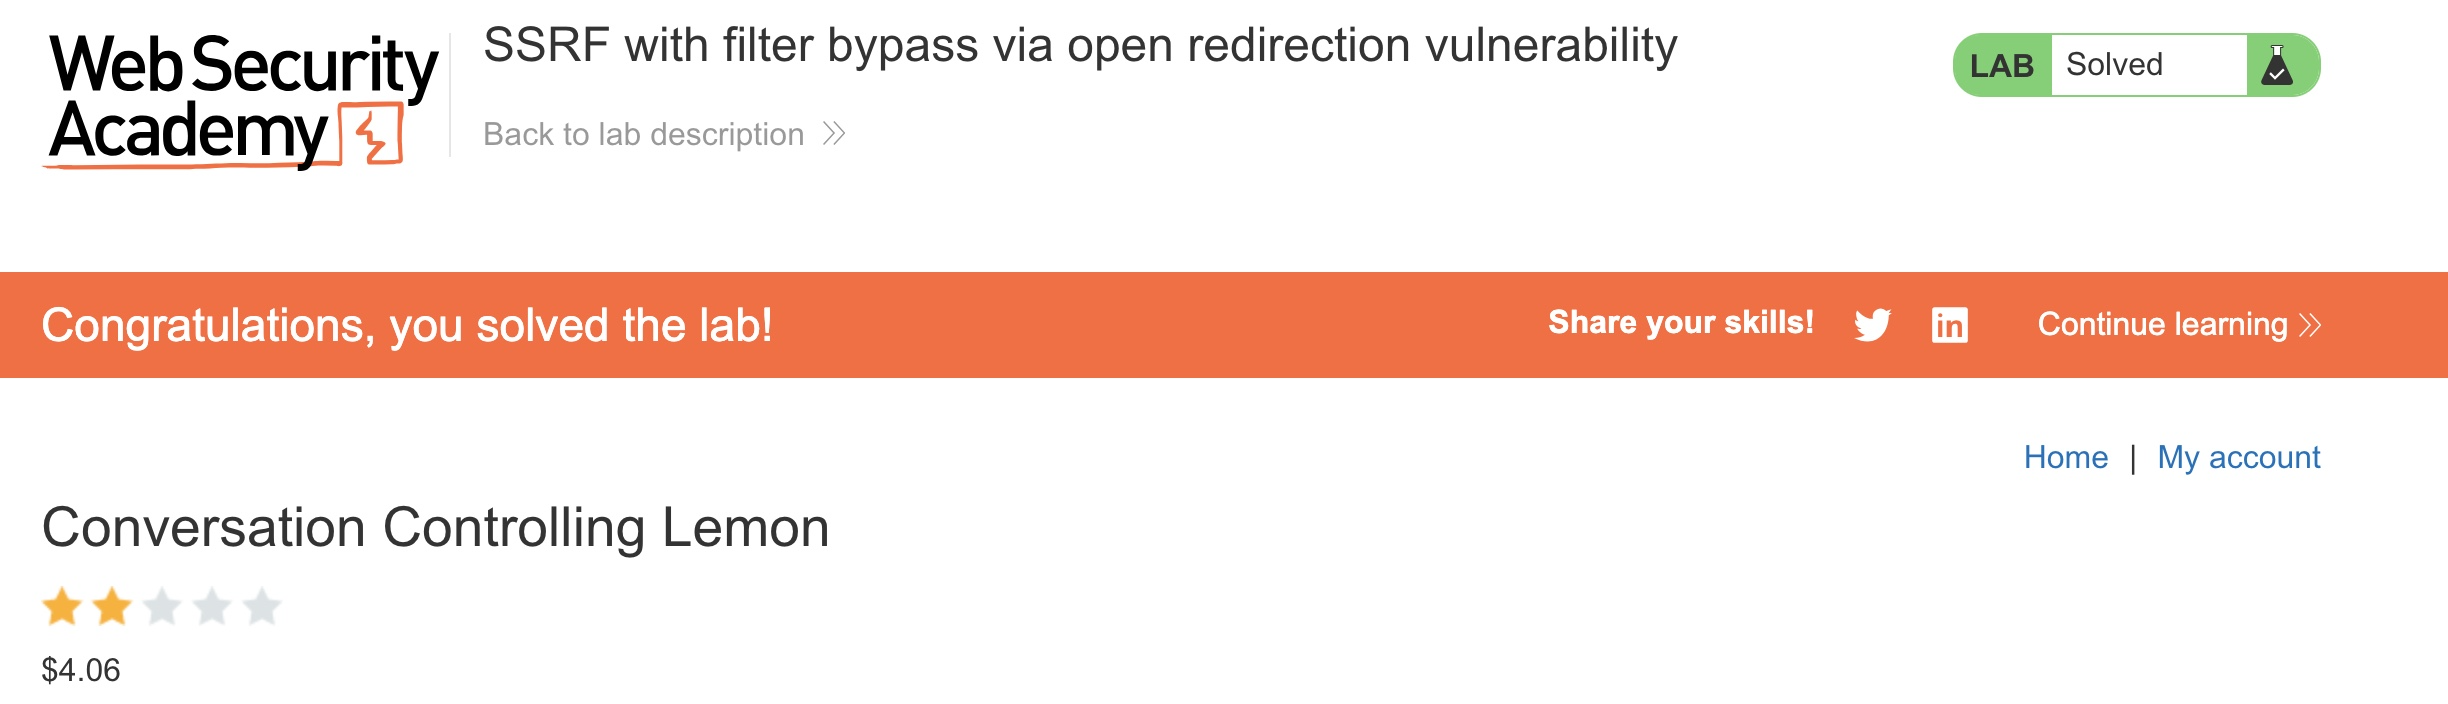 Web Security
Academy
SSRF with filter bypass via open redirection vulnerability
Back to lab description
LAB Solved
Congratulations, you solved the lab!
Share your skills!
Continue learning
Home | My account
Conversation Controlling Lemon
$4.06